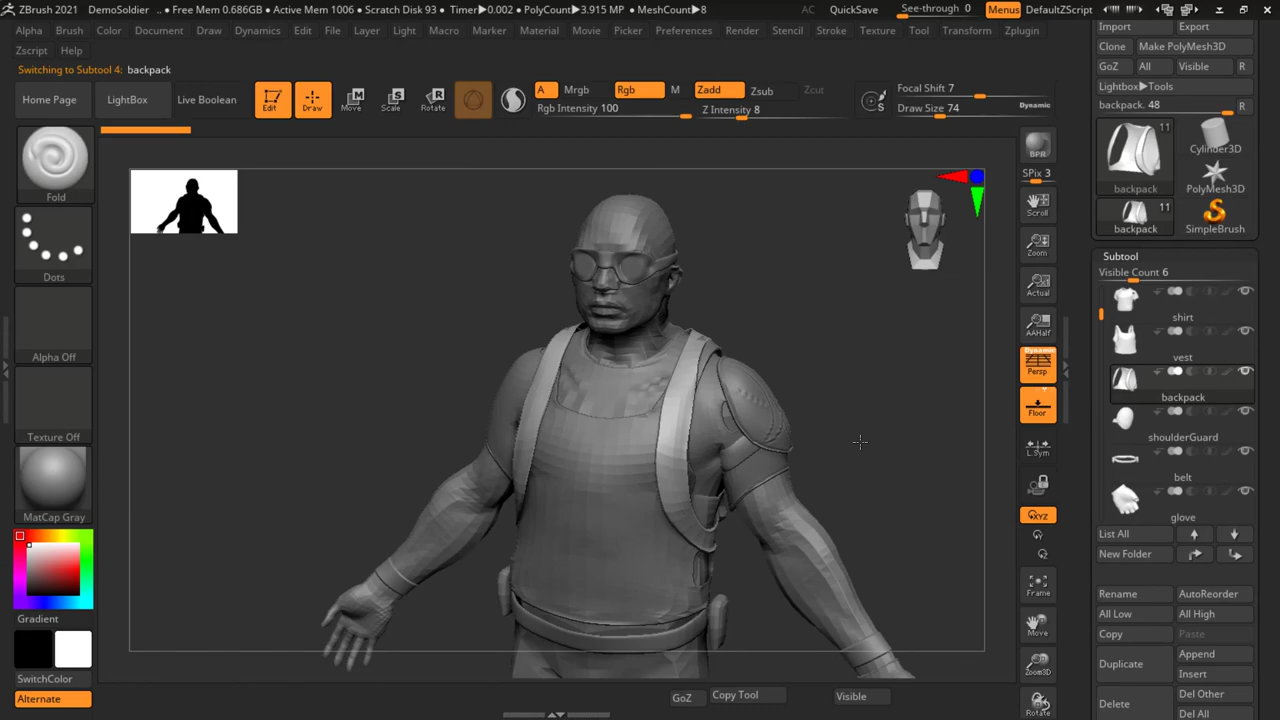 ZBrush 2021 DemoSoldier • Free Mem 0.686GB • Active Mem 1006 • Scratch Disk 93 • Timer▶0.002 • PolyCount▶3.915 MP • MeshCount▶8 AC QuickSave See-through 0 Menus DefaultZScript
Alpha Brush Color Document Draw Dynamics Edit File Layer Light Macro Marker Material Movie Picker Preferences Render Stencil Stroke Texture Tool Transform Zplugin
Zscript Help
Switching to Subtool 4: backpack
Home Page LightBox Live Boolean Edit Draw Move Scale Rotate
A Mrgb Rgb M Zadd Zsub Zcut
Rgb Intensity 100 Z Intensity 8
S
Focal Shift 7
Draw Size 74 Dynamic
Fold
Dots
Alpha Off
Texture Off
MatCap Gray
Gradient
SwitchColor
Alternate
BPR
SPix 3
Scroll
Zoom
Actual
AAHalf
Dynamic
Persp
Floor
L.Sym
XYZ
Y
Z
Frame
Move
Zoom3D
Rotate
Import Export
Clone Make PolyMesh3D
GoZ All Visible R
Lightbox▶Tools
backpack. 48 R
11
backpack
Cylinder3D
PolyMesh3D
11
backpack
SimpleBrush
Subtool
Visible Count 6
shirt
vest
backpack
shoulderGuard
belt
glove
List All
New Folder
Rename AutoReorder
All Low All High
Copy Paste
Duplicate Append
Insert
Delete Del Other
Del All
GoZ Copy Tool Visible